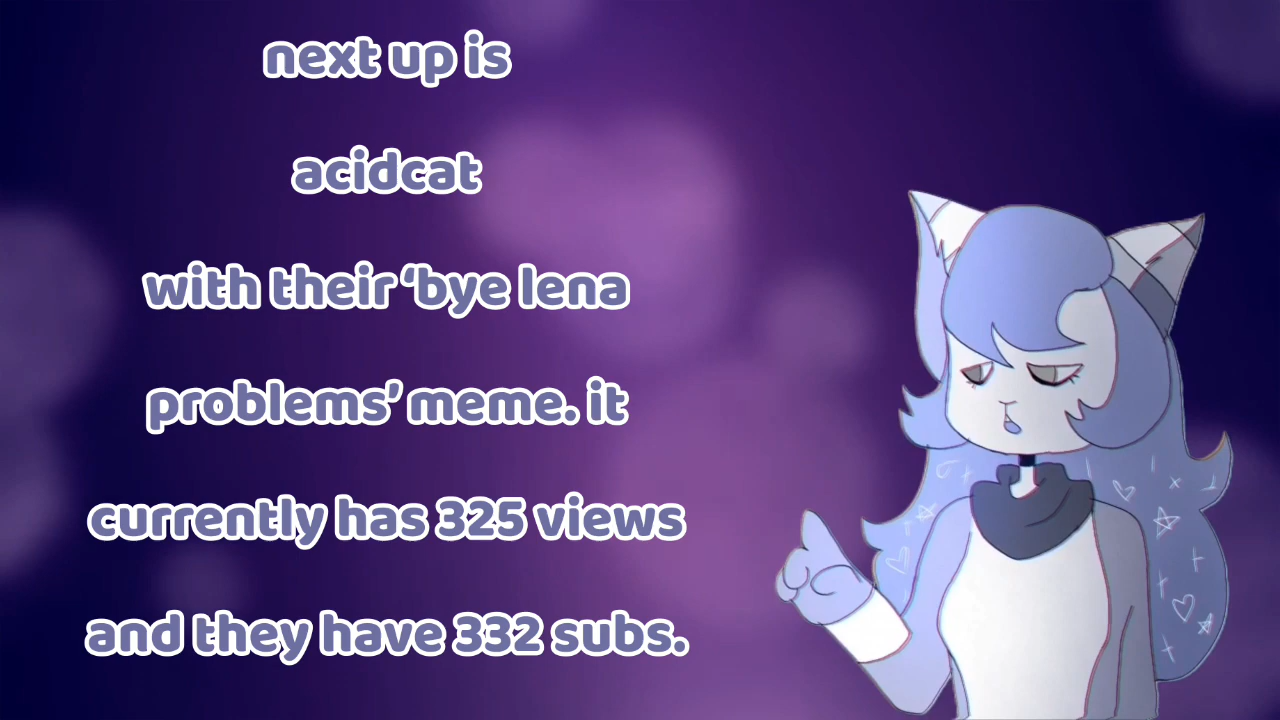 next up is
acidcat
with their ‘bye lena
problems’ meme. it
currently has 325 views
and they have 332 subs.